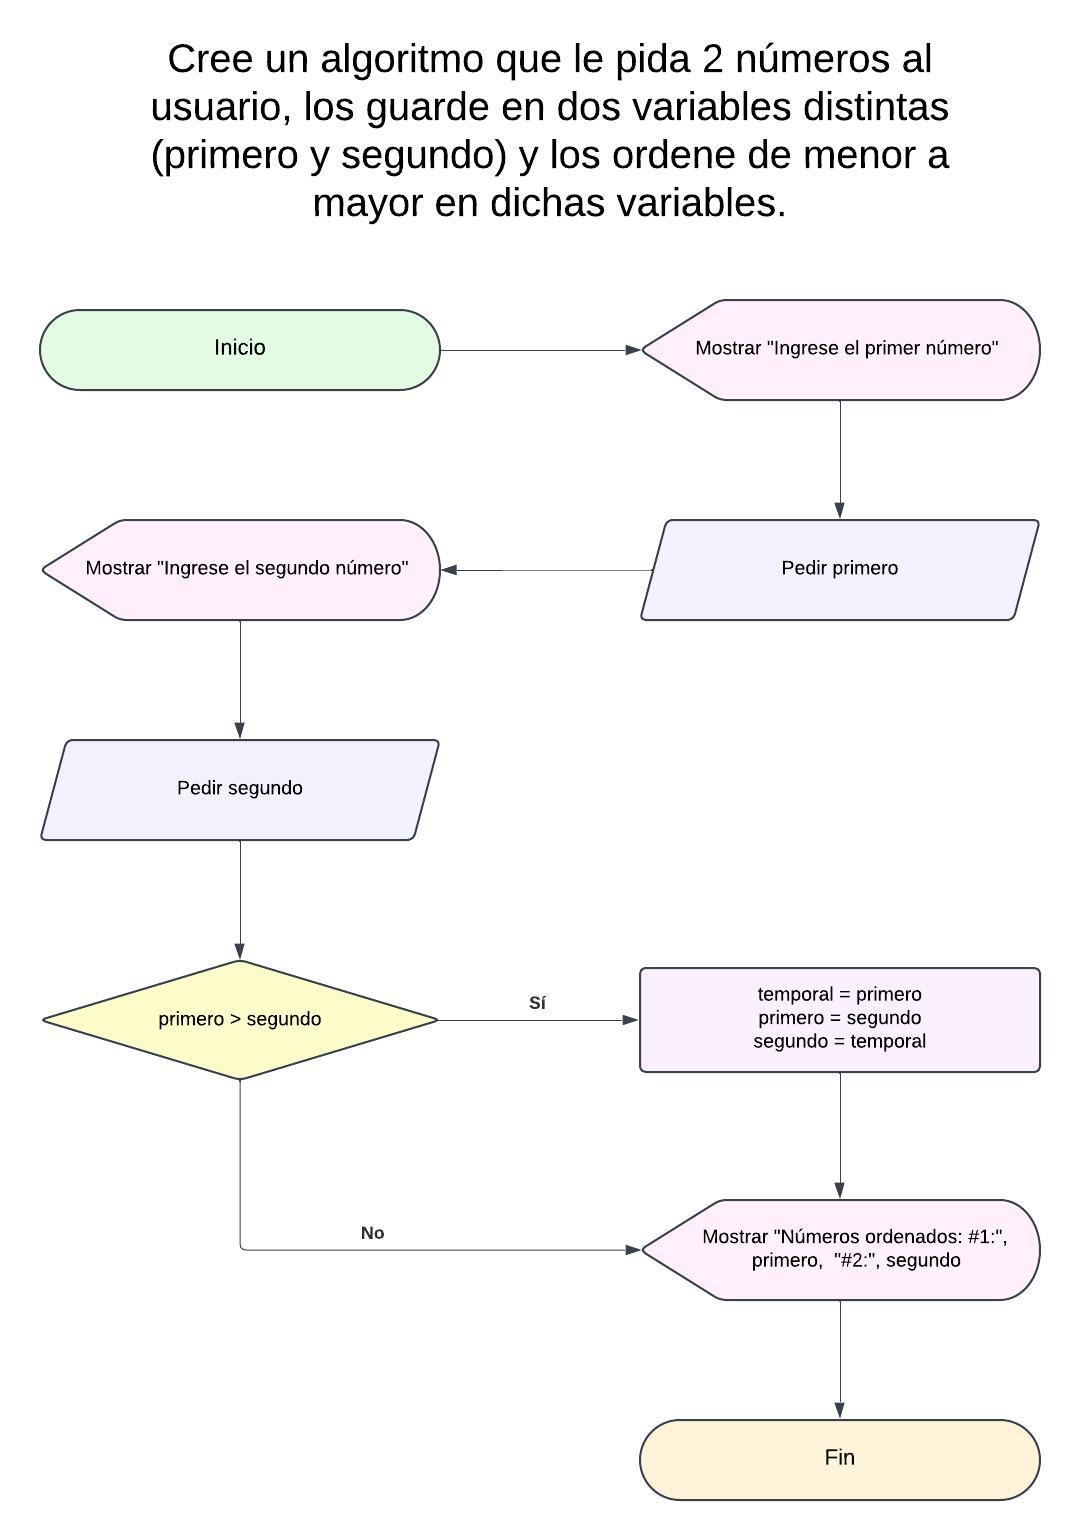 Cree un algoritmo que le pida 2 números al
usuario, los guarde en dos variables distintas
(primero y segundo) y los ordene de menor a
mayor en dichas variables.
Inicio
Mostrar "Ingrese el primer número"
Pedir primero
Mostrar "Ingrese el segundo número"
Pedir segundo
primero > segundo
Sí
temporal = primero
primero = segundo
segundo = temporal
No
Mostrar "Números ordenados: #1:",
primero,  "#2:", segundo
Fin